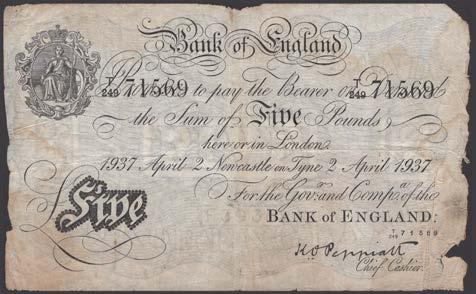 Bank of England
T/249 71569 to pay the Bearer on T/249 71569
the Sum of Five Pounds
here or in London
1937 April 2 Newcastle on Tyne 2 April 1937
For the Govr. and Compa. of the
BANK OF ENGLAND.
T/249 71569
£5 Five
K.O Peppiatt
Chief Cashier.